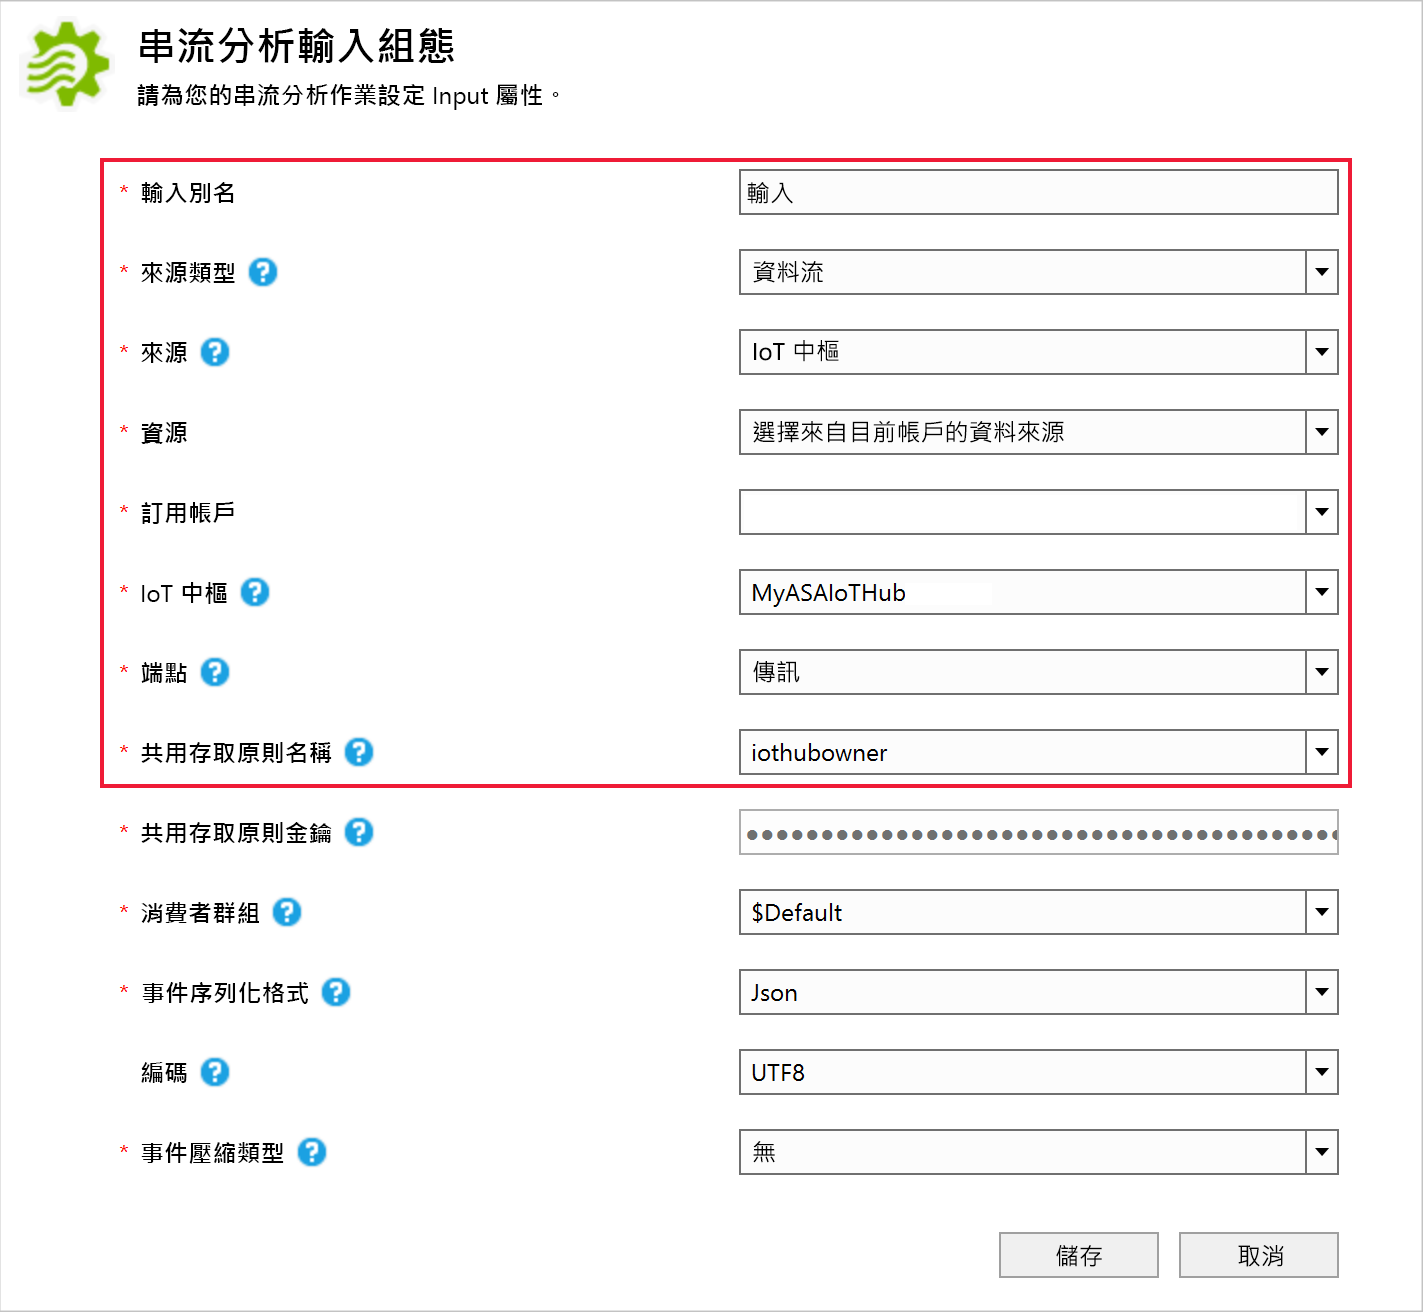 串流分析輸入組態
請為您的串流分析作業設定 Input 屬性。
* 輸入別名 輸入
* 來源類型 ? 資料流
* 來源 ? IoT 中樞
* 資源 選擇來自目前帳戶的資料來源
* 訂用帳戶
* IoT 中樞 ? MyASAIoTHub
* 端點 ? 傳訊
* 共用存取原則名稱 ? iothubowner
* 共用存取原則金鑰 ? ●●●●●●●●●●●●●●●●●●●●●●●●●●●●●●●●●●●●●●●●
* 消費者群組 ? $Default
* 事件序列化格式 ? Json
編碼 ? UTF8
* 事件壓縮類型 ? 無
儲存 取消